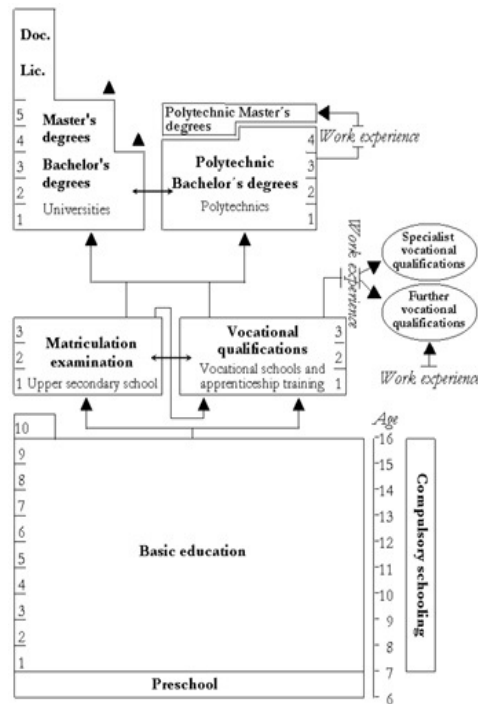 Doc.
Lic.
5
4
3
2
1
Master's
degrees
Bachelor's
degrees
Universities
Polytechnic Master´s
degrees
Polytechnic
Bachelor´s degrees
Polytechnics
4
3
2
1
Work experience
Work experience
Specialist
vocational
qualifications
Further
vocational
qualifications
Work experience
3
2
1
Matriculation
examination
Upper secondary school
Vocational
qualifications
Vocational schools and
apprenticeship training
3
2
1
10
9
8
7
6
5
4
3
2
1
Basic education
Preschool
Age
16
15
14
13
12
11
10
9
8
7
6
Compulsory schooling